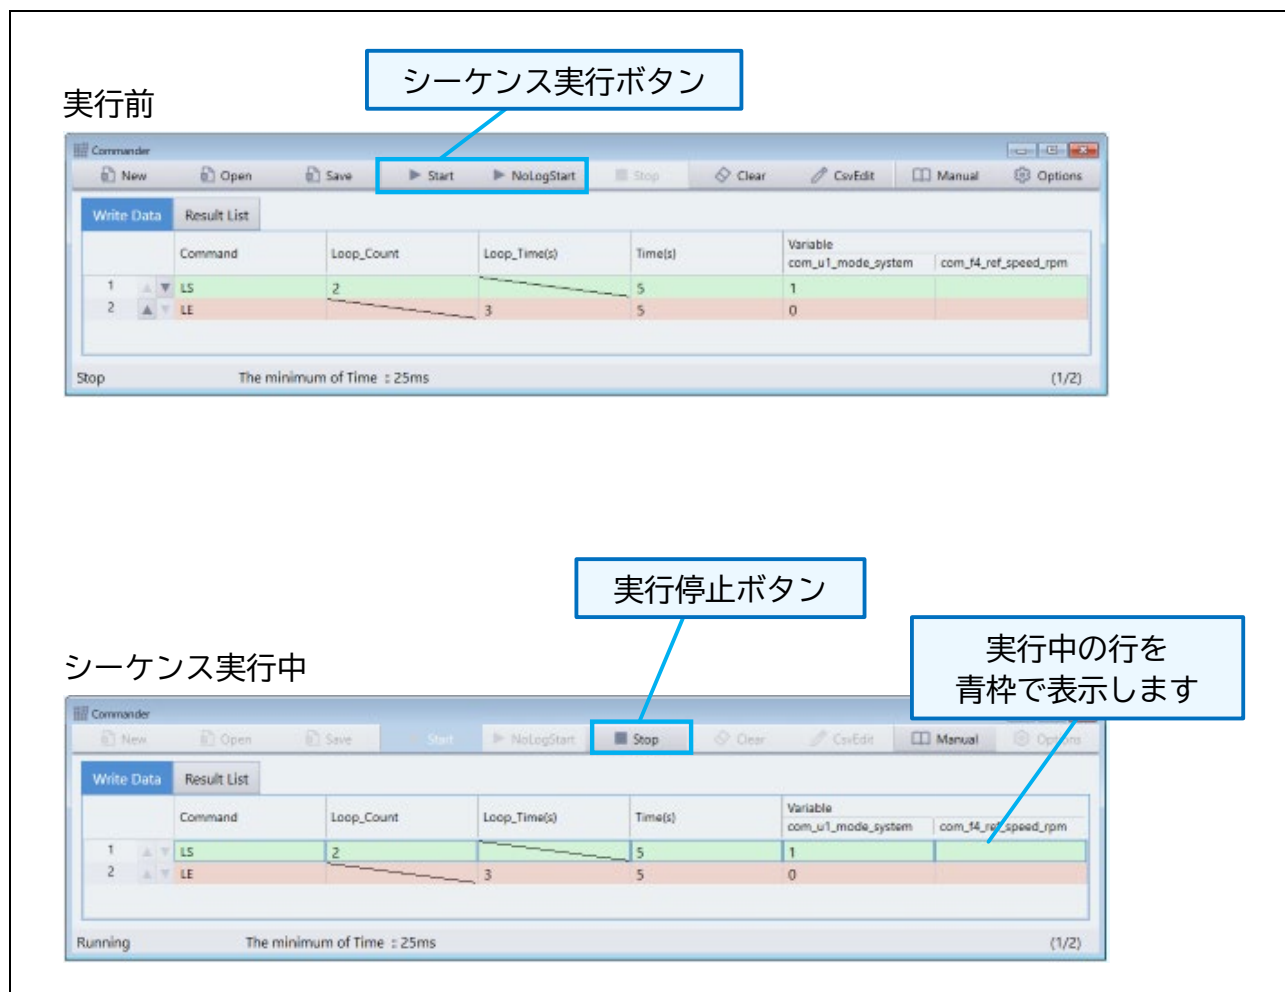 シーケンス実行ボタン
実行前
Commander
New Open Save Start NoLogStart Stop Clear CsvEdit Manual Options
Write Data Result List
Command Loop_Count Loop_Time(s) Time(s) Variable
com_u1_mode_system com_f4_ref_speed_rpm
1 LS 2 5 1
2 LE 3 5 0
Stop The minimum of Time : 25ms (1/2)
実行停止ボタン
実行中の行を
青枠で表示します
シーケンス実行中
Commander
New Open Save Start NoLogStart Stop Clear CsvEdit Manual Options
Write Data Result List
Command Loop_Count Loop_Time(s) Time(s) Variable
com_u1_mode_system com_f4_ref_speed_rpm
1 LS 2 5 1
2 LE 3 5 0
Running The minimum of Time : 25ms (1/2)